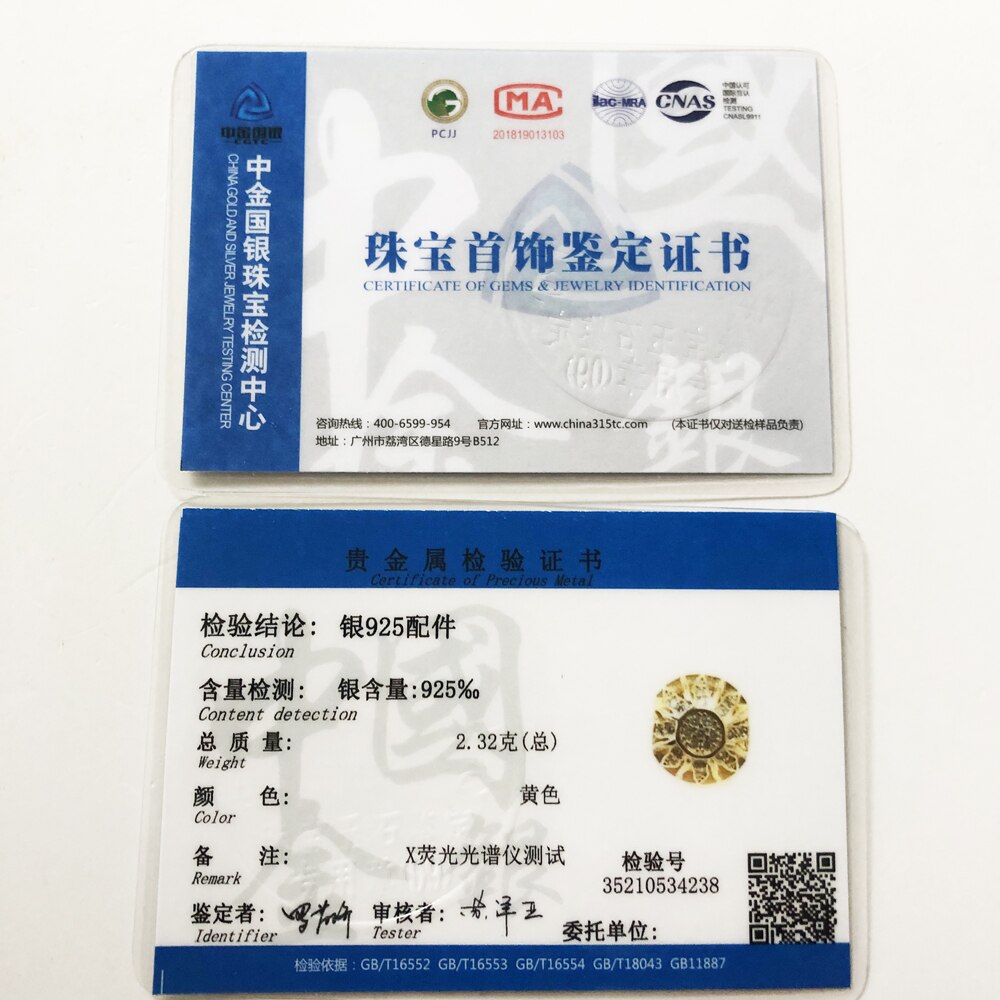 中金国银
CGTC
中金国银珠宝检测中心
CHINA GOLD AND SILVER JEWELRY TESTING CENTER
PCJJ
MA
201819013103
ilac-MRA
CNAS
中国认可
国际互认
检测
TESTING
CNASL9911
珠宝首饰鉴定证书
CERTIFICATE OF GEMS & JEWELRY IDENTIFICATION
(09)
咨询热线：400-6599-954 官方网址：www.china315tc.com (本证书仅对送检样品负责)
地址：广州市荔湾区德星路9号B512
贵金属检验证书
Certificate of Precious Metal
检验结论: 银925配件
Conclusion
含量检测: 银含量:925‰
Content detection
总质量: 2.32克(总)
Weight
颜色: 黄色
Color
备注: X荧光光谱仪测试
Remark
检验号
35210534238
鉴定者: 审核者:
Identifier Tester
委托单位:
检验依据：GB/T16552 GB/T16553 GB/T16554 GB/T18043 GB11887